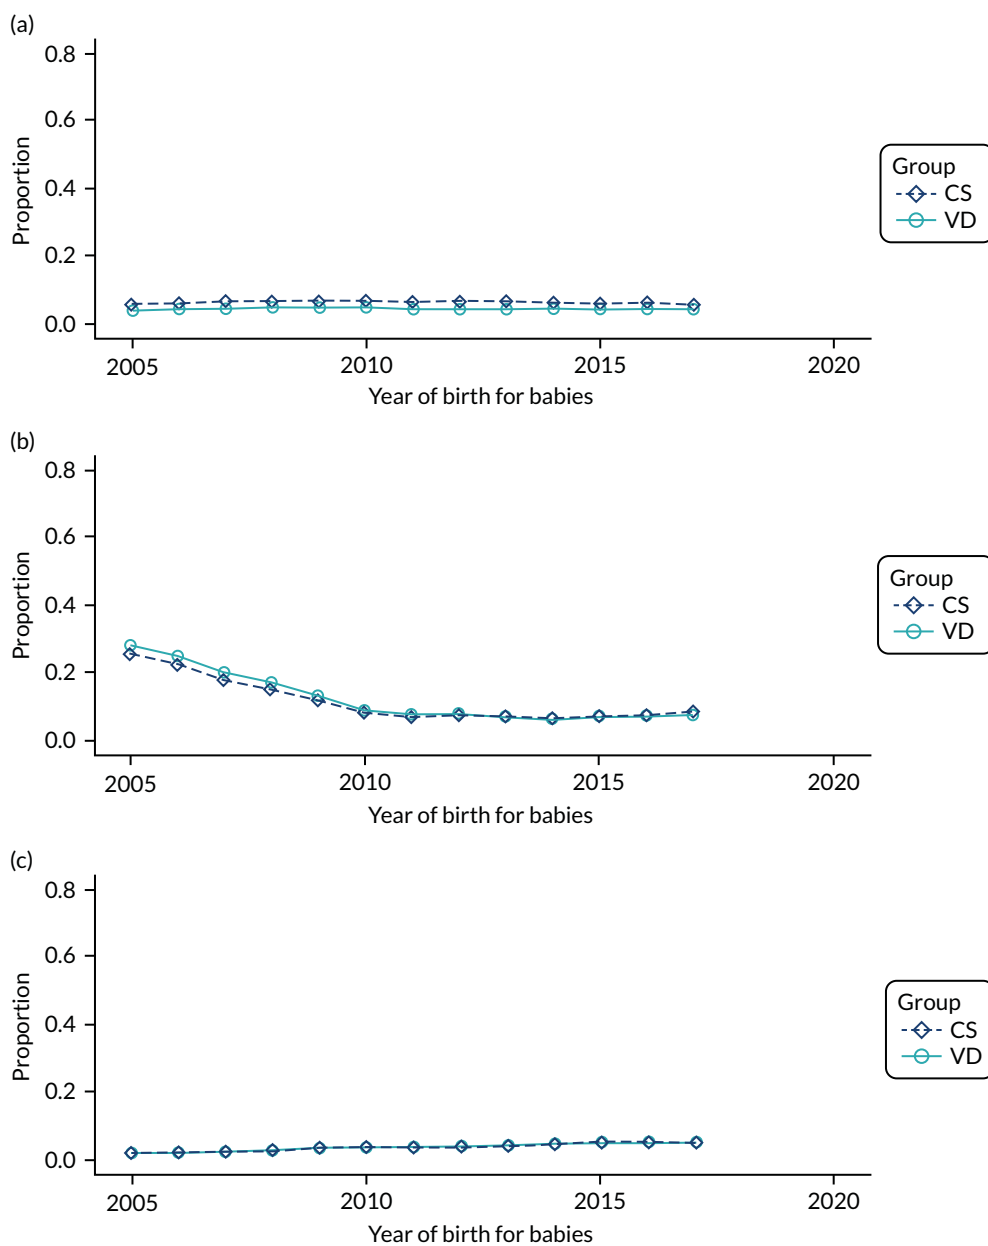 (a)
0.8
0.6
0.4
0.2
0.0
Proportion
2005 2010 2015 2020
Year of birth for babies
Group
CS
VD
(b)
0.8
0.6
0.4
0.2
0.0
Proportion
2005 2010 2015 2020
Year of birth for babies
Group
CS
VD
(c)
0.8
0.6
0.4
0.2
0.0
Proportion
2005 2010 2015 2020
Year of birth for babies
Group
CS
VD